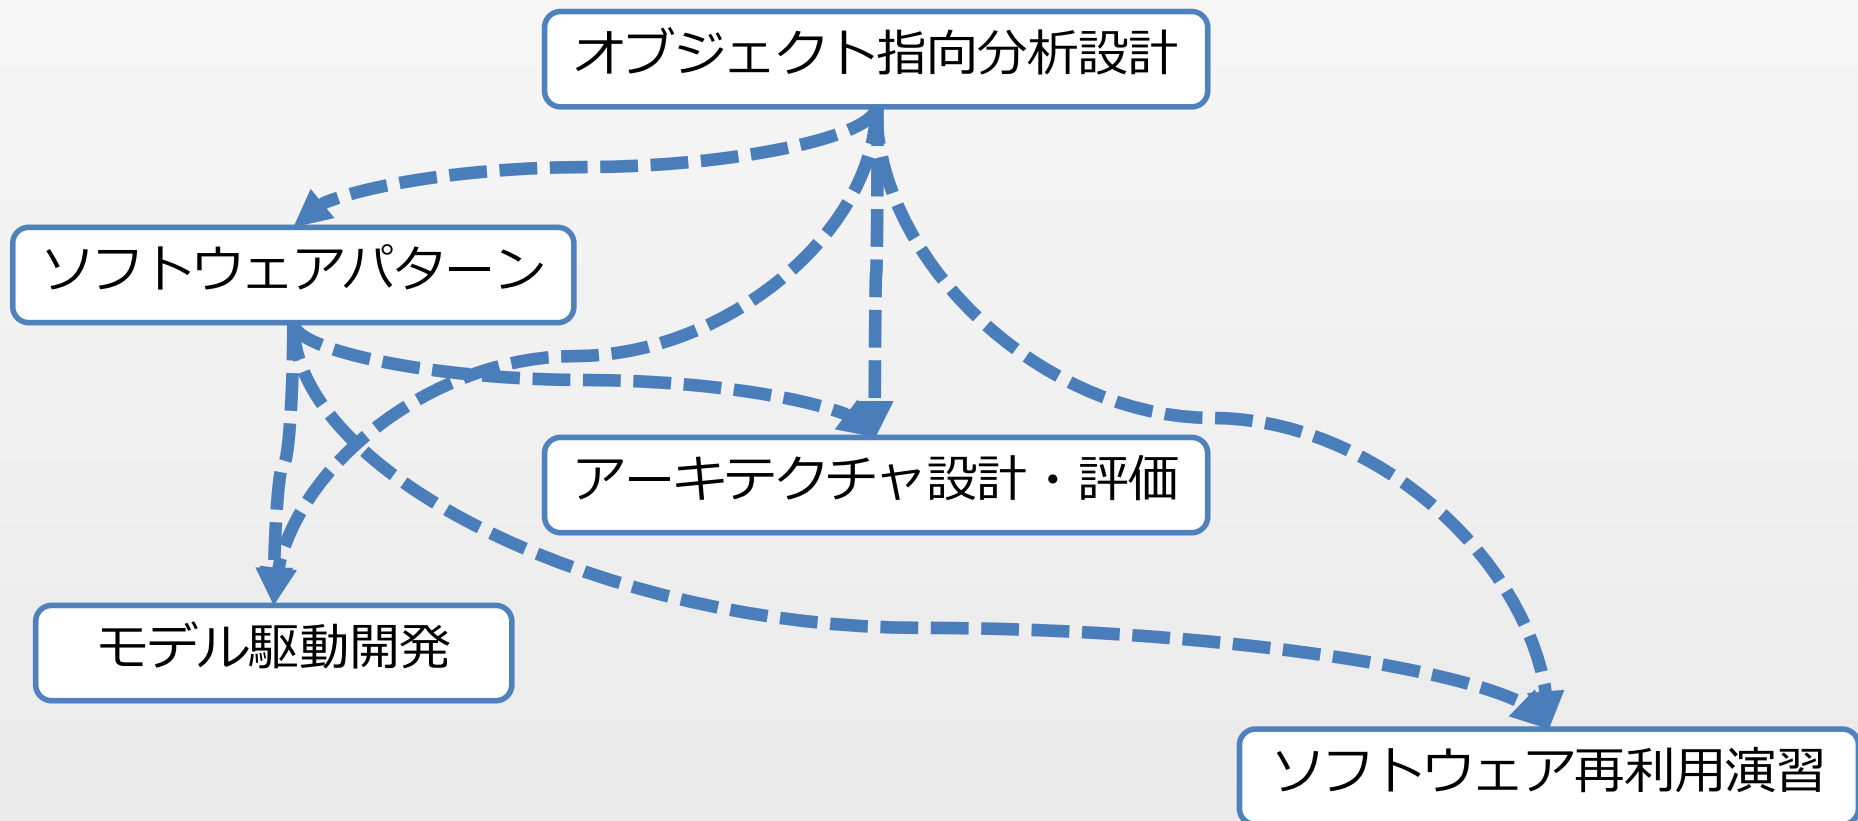 オブジェクト指向分析設計
ソフトウェアパターン
アーキテクチャ設計・評価
モデル駆動開発
ソフトウェア再利用演習